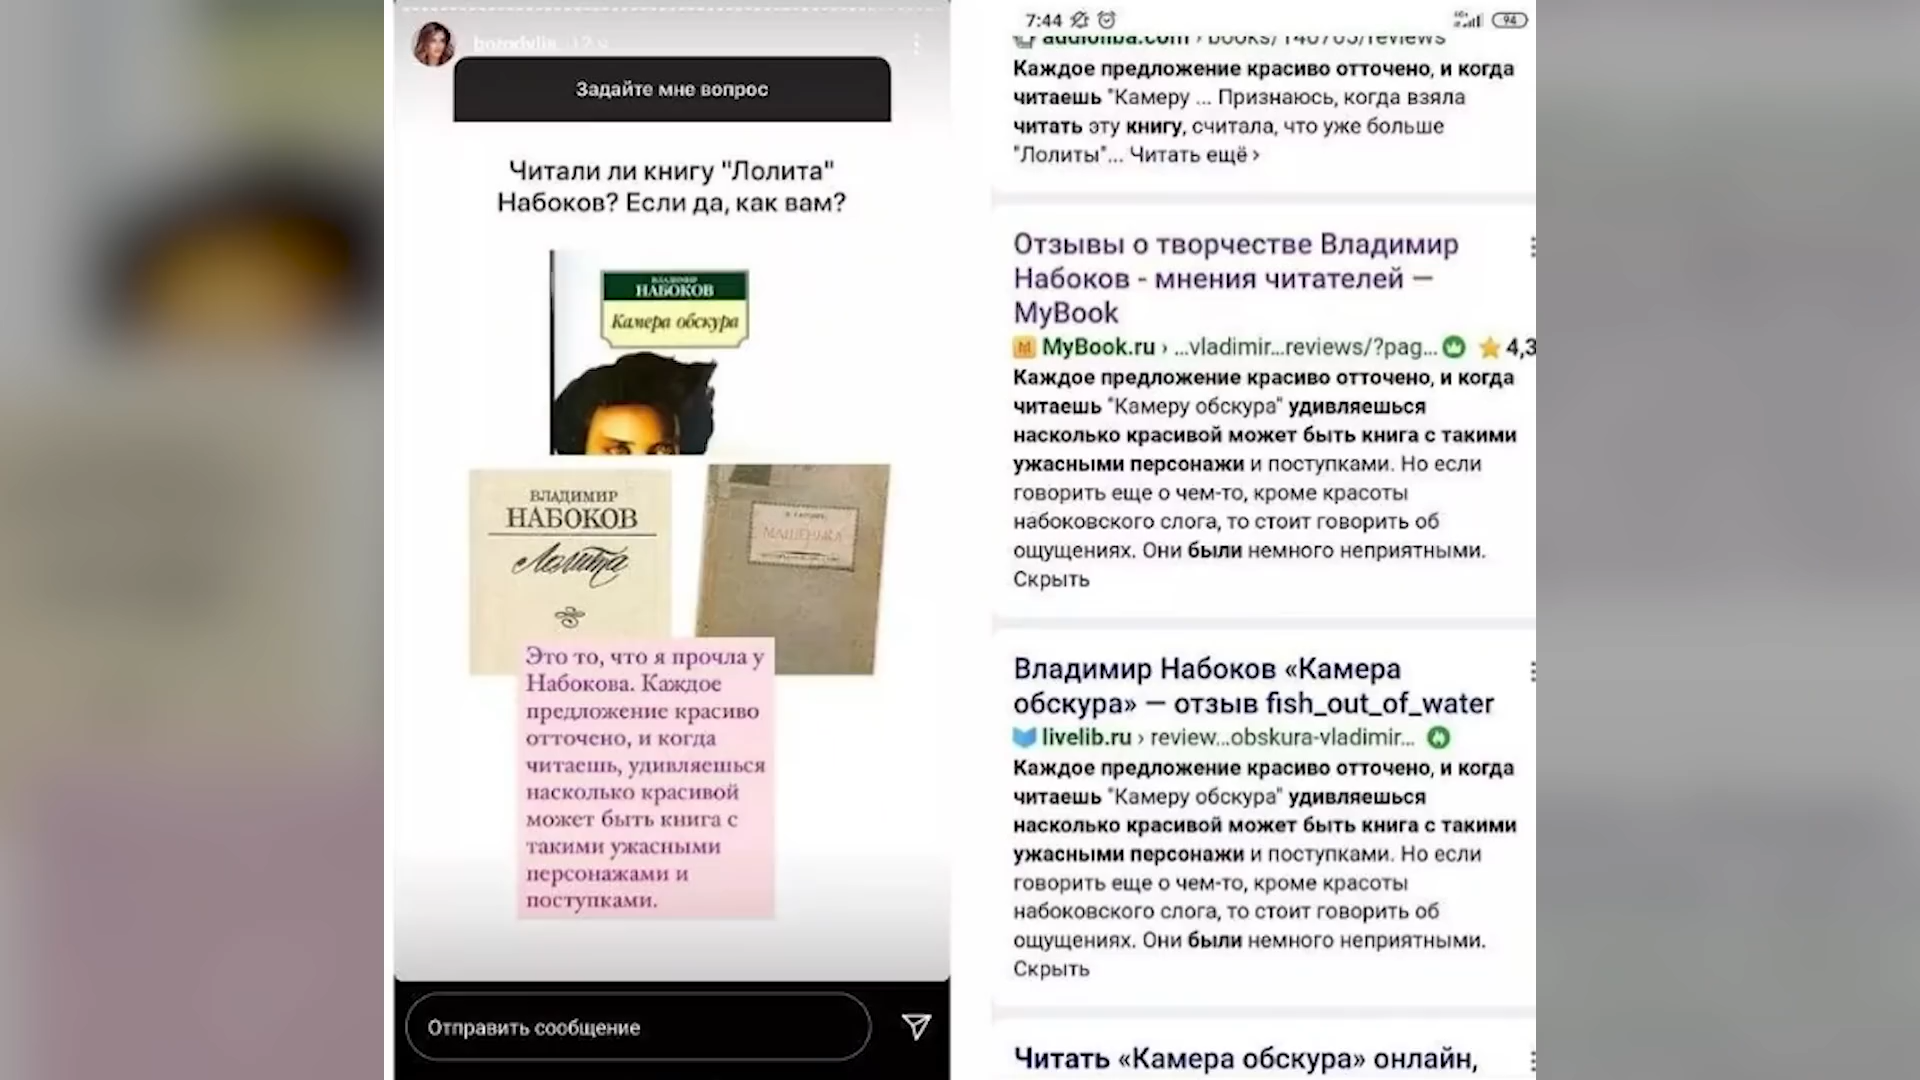 Задайте мне вопрос
Читали ли книгу "Лолита"
Набоков? Если да, как вам?
ВЛАДИМИР
НАБОКОВ
Камера обскура
ВЛАДИМИР
НАБОКОВ
Лолита
МАШЕНЬКА
Это то, что я прочла у
Набокова. Каждое
предложение красиво
отточено, и когда
читаешь, удивляешься
насколько красивой
может быть книга с
такими ужасными
персонажами и
поступками.
Отправить сообщение
7:44
94
Каждое предложение красиво отточено, и когда
читаешь "Камеру ... Признаюсь, когда взяла
читать эту книгу, считала, что уже больше
"Лолиты"... Читать ещё ›
Отзывы о творчестве Владимир
Набоков - мнения читателей —
MyBook
MyBook.ru › ...vladimir...reviews/?pag... 4,3
Каждое предложение красиво отточено, и когда
читаешь "Камеру обскура" удивляешься
насколько красивой может быть книга с такими
ужасными персонажи и поступками. Но если
говорить еще о чем-то, кроме красоты
набоковского слога, то стоит говорить об
ощущениях. Они были немного неприятными.
Скрыть
Владимир Набоков «Камера
обскура» — отзыв fish_out_of_water
livelib.ru › review...obskura-vladimir...
Каждое предложение красиво отточено, и когда
читаешь "Камеру обскура" удивляешься
насколько красивой может быть книга с такими
ужасными персонажи и поступками. Но если
говорить еще о чем-то, кроме красоты
набоковского слога, то стоит говорить об
ощущениях. Они были немного неприятными.
Скрыть
Читать «Камера обскура» онлайн,